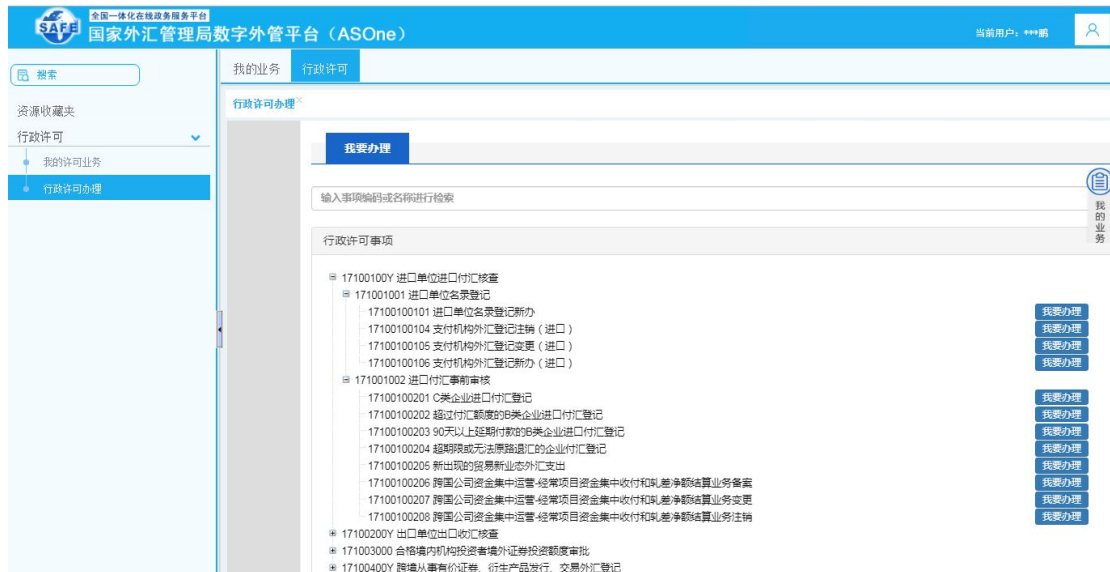 全国一体化在线政务服务平台
SAFE 国家外汇管理局数字外管平台（ASOne）
当前用户：***鹏
搜索
我的业务 行政许可
资源收藏夹
行政许可
我的许可业务
行政许可办理
行政许可办理×
我要办理
输入事项编码或名称进行检索
我的业务
行政许可事项
17100100Y 进口单位进口付汇核查
171001001 进口单位名录登记
17100100101 进口单位名录登记新办 我要办理
17100100104 支付机构外汇登记注销（进口） 我要办理
17100100105 支付机构外汇登记变更（进口） 我要办理
17100100106 支付机构外汇登记新办（进口） 我要办理
171001002 进口付汇事前审核
17100100201 C类企业进口付汇登记 我要办理
17100100202 超过付汇额度的B类企业进口付汇登记 我要办理
17100100203 90天以上延期付款的B类企业进口付汇登记 我要办理
17100100204 超期限或无法原路退汇的企业付汇登记 我要办理
17100100205 新出现的贸易新业态外汇支出 我要办理
17100100206 跨国公司资金集中运营-经常项目资金集中收付和轧差净额结算业务备案 我要办理
17100100207 跨国公司资金集中运营-经常项目资金集中收付和轧差净额结算业务变更 我要办理
17100100208 跨国公司资金集中运营-经常项目资金集中收付和轧差净额结算业务注销 我要办理
17100200Y 出口单位出口收汇核查
171003000 合格境内机构投资者境外证券投资额度审批
17100400Y 跨境从事有价证券、衍生产品发行、交易外汇登记